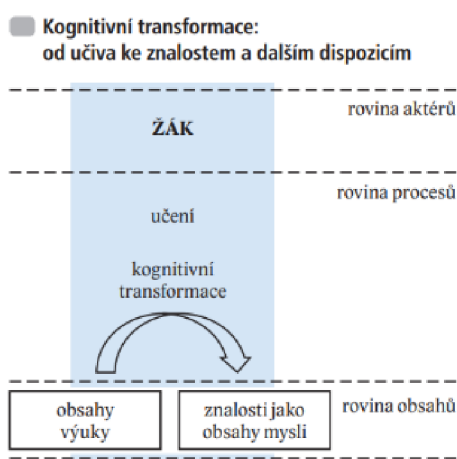 Kognitivní transformace:
od učiva ke znalostem a dalším dispozicím
rovina aktérů
ŽÁK
rovina procesů
učení
kognitivní
transformace
obsahy
výuky
znalosti jako
obsahy mysli
rovina obsahů